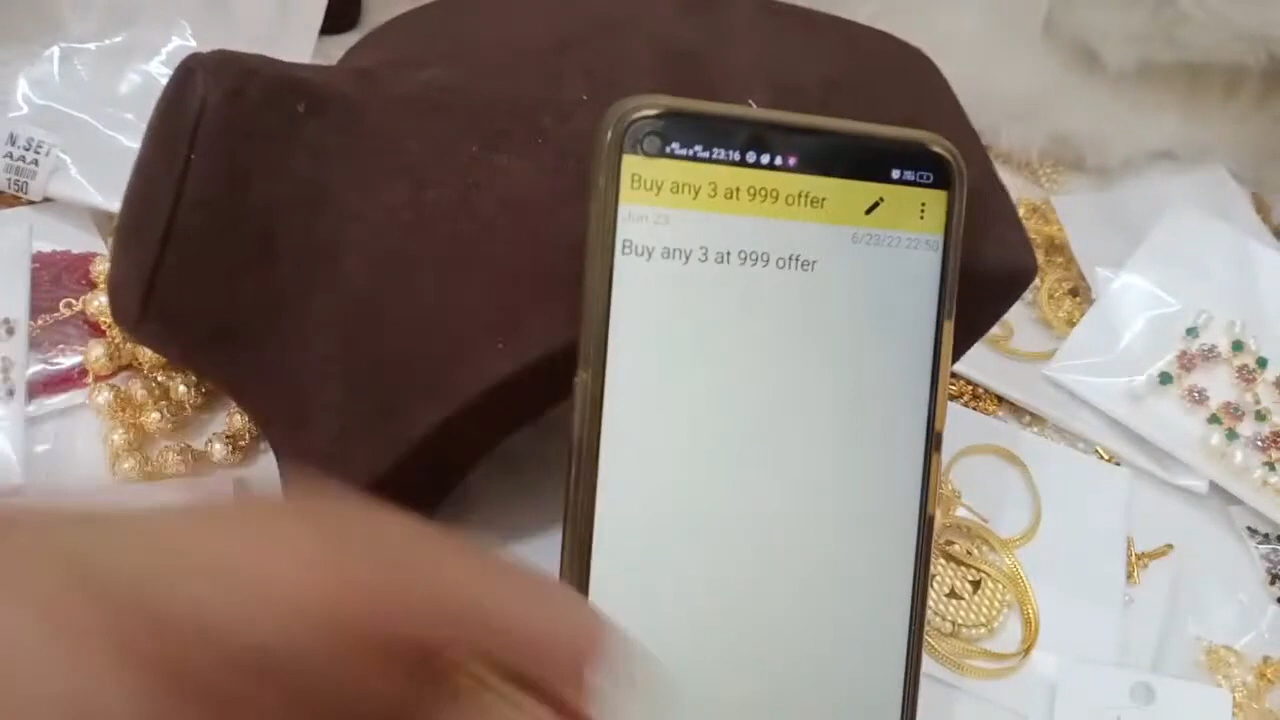 N.SET
AAA
150
23:16
Buy any 3 at 999 offer
Jun 23
6/23/22 22:50
Buy any 3 at 999 offer